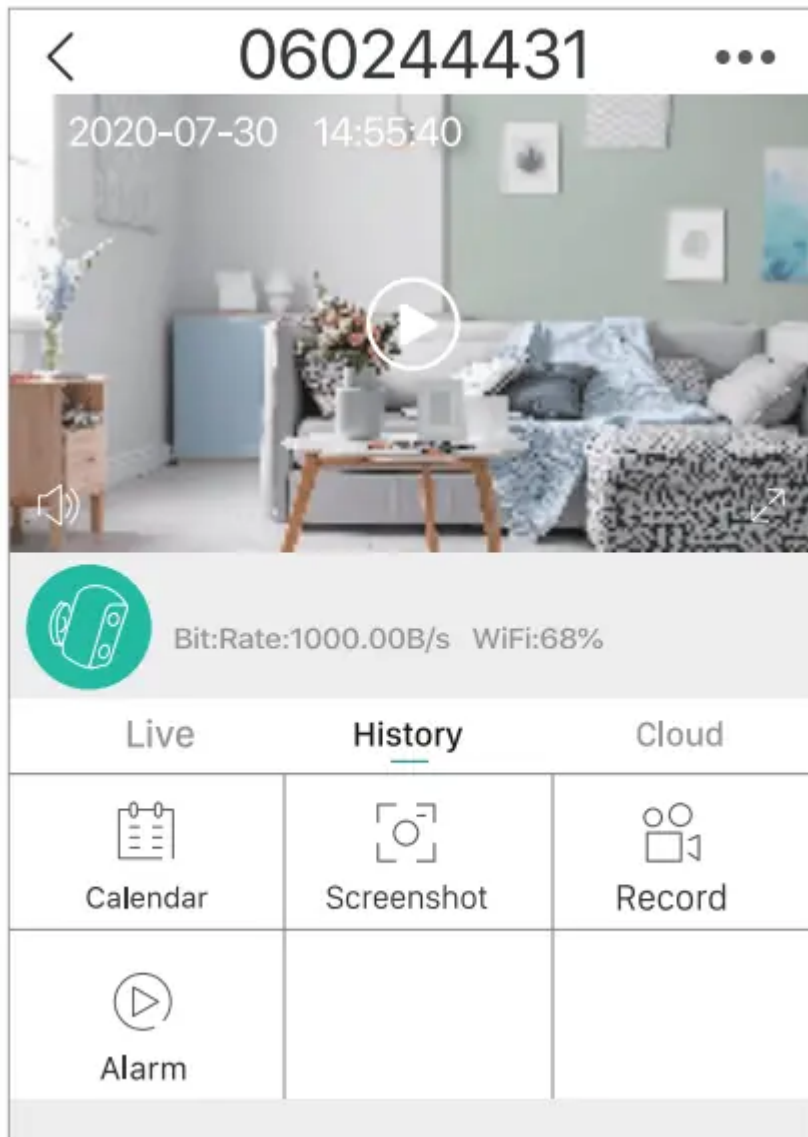 060244431
2020-07-30 14:55:40
Bit:Rate:1000.00B/s WiFi:68%
Live History Cloud
Calendar Screenshot Record
Alarm